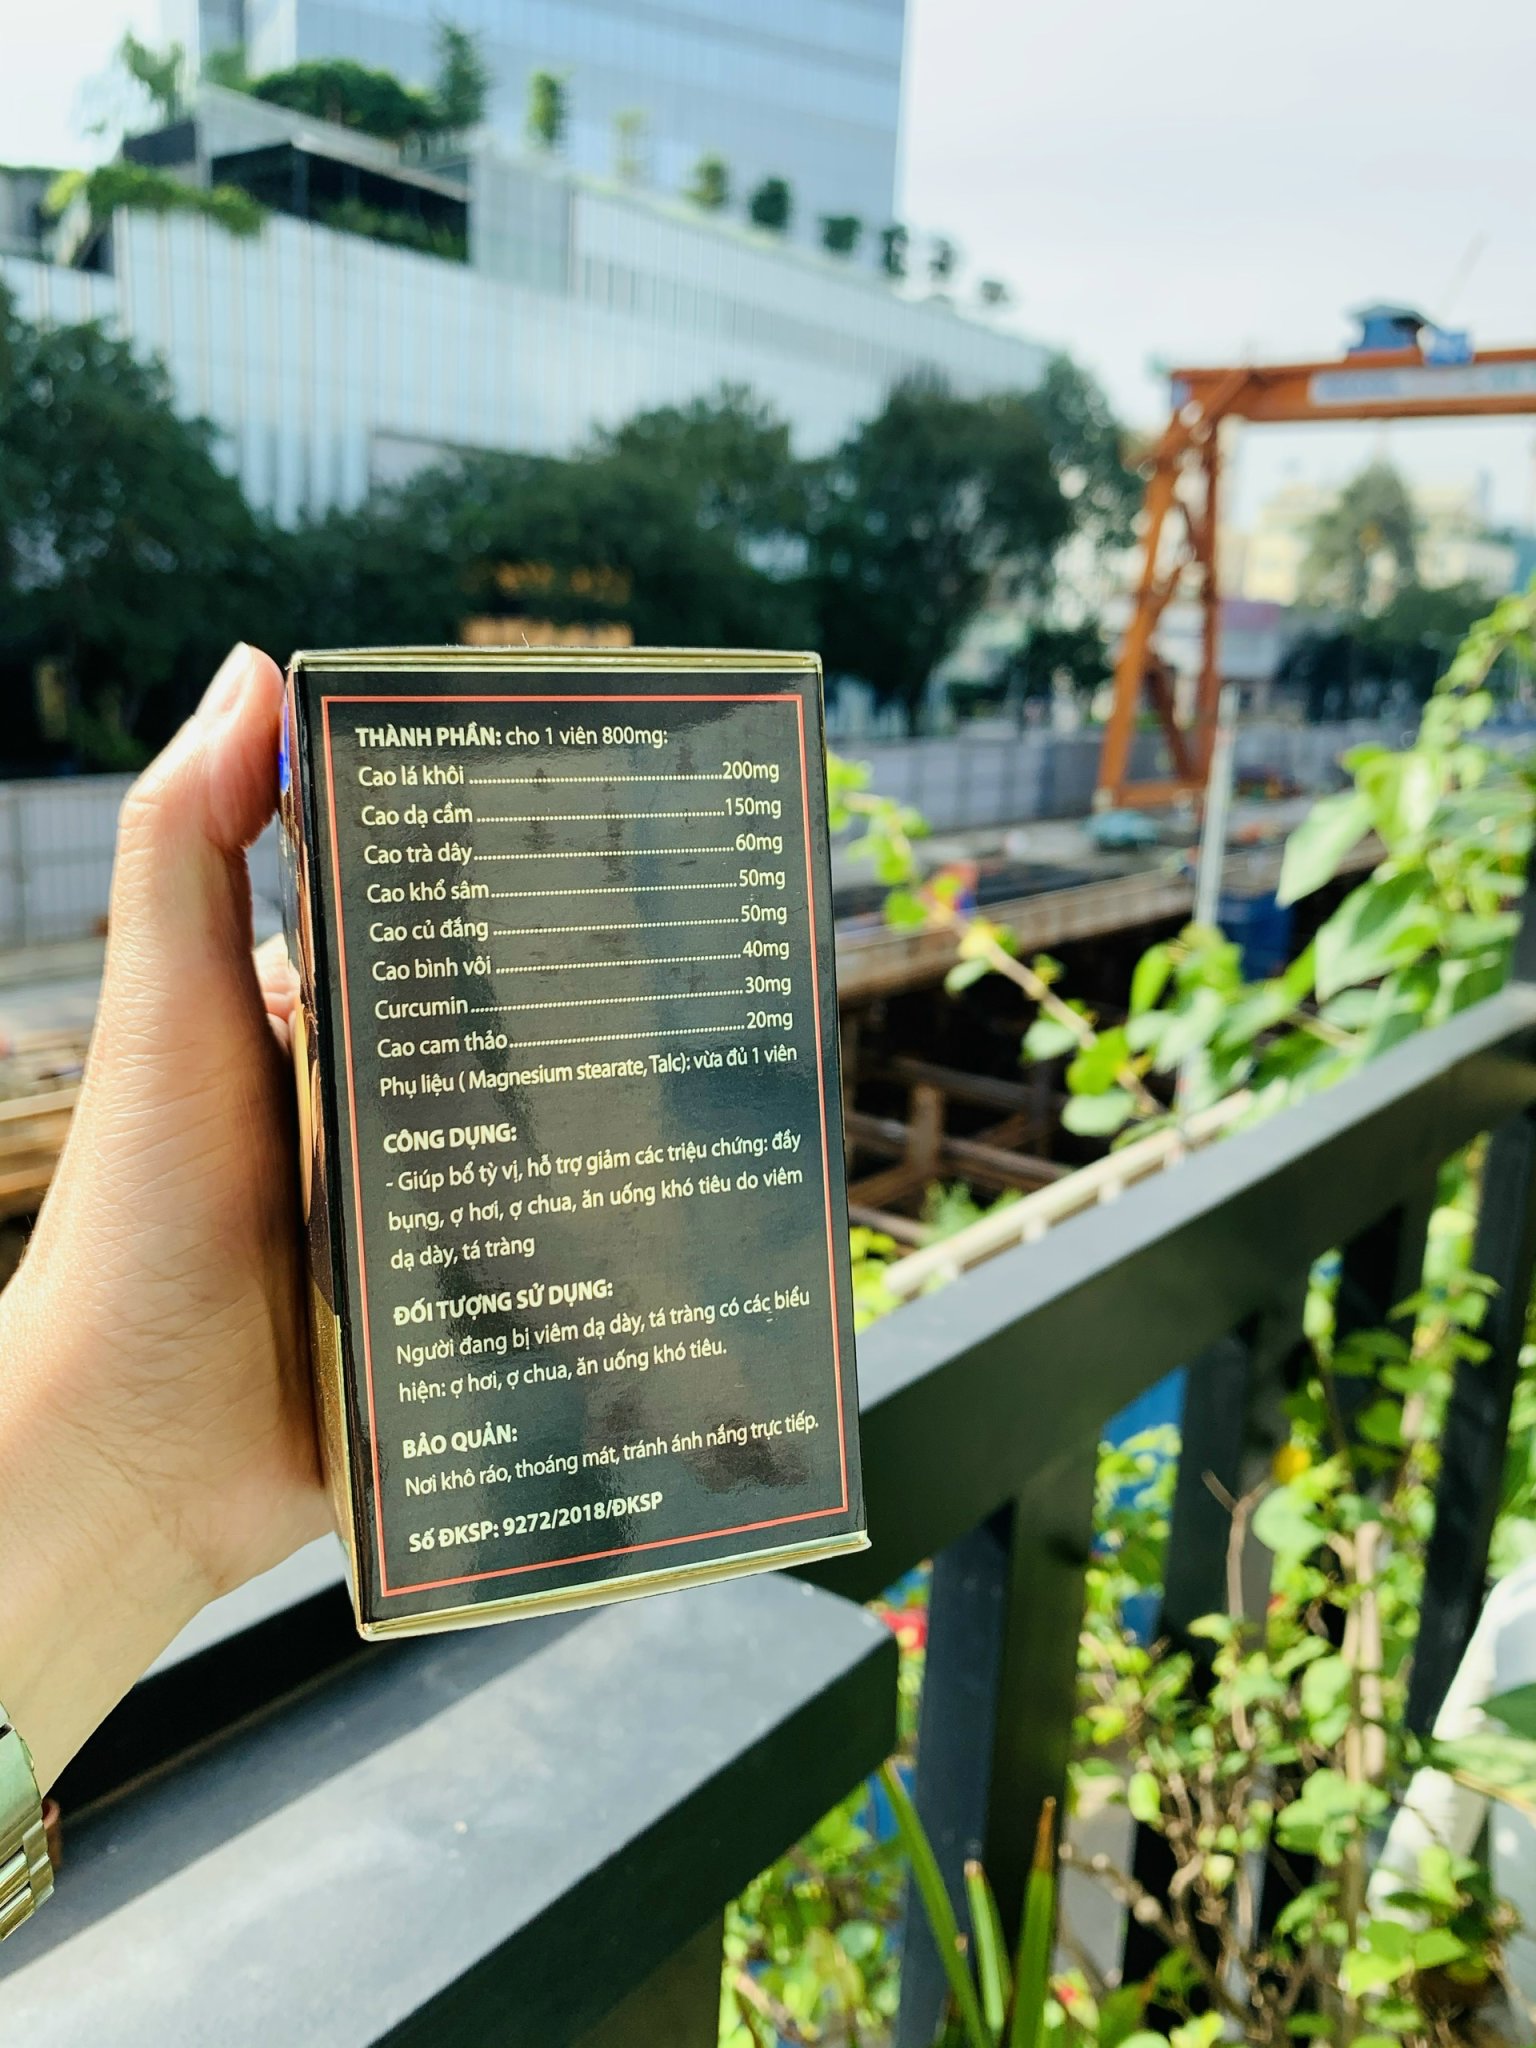 THÀNH PHẦN: cho 1 viên 800mg:
Cao lá khôi ........ 200mg
Cao dạ cẩm ........ 150mg
Cao trà dây ........ 60mg
Cao khổ sâm ........ 50mg
Cao củ đắng ........ 50mg
Cao bình vôi ........ 40mg
Curcumin ........ 30mg
Cao cam thảo ........ 20mg
Phụ liệu ( Magnesium stearate, Talc): vừa đủ 1 viên
CÔNG DỤNG:
- Giúp bổ tỳ vị, hỗ trợ giảm các triệu chứng: đầy
bụng, ợ hơi, ợ chua, ăn uống khó tiêu do viêm
dạ dày, tá tràng
ĐỐI TƯỢNG SỬ DỤNG:
Người đang bị viêm dạ dày, tá tràng có các biểu
hiện: ợ hơi, ợ chua, ăn uống khó tiêu.
BẢO QUẢN:
Nơi khô ráo, thoáng mát, tránh ánh nắng trực tiếp.
Số ĐKSP: 9272/2018/ĐKSP